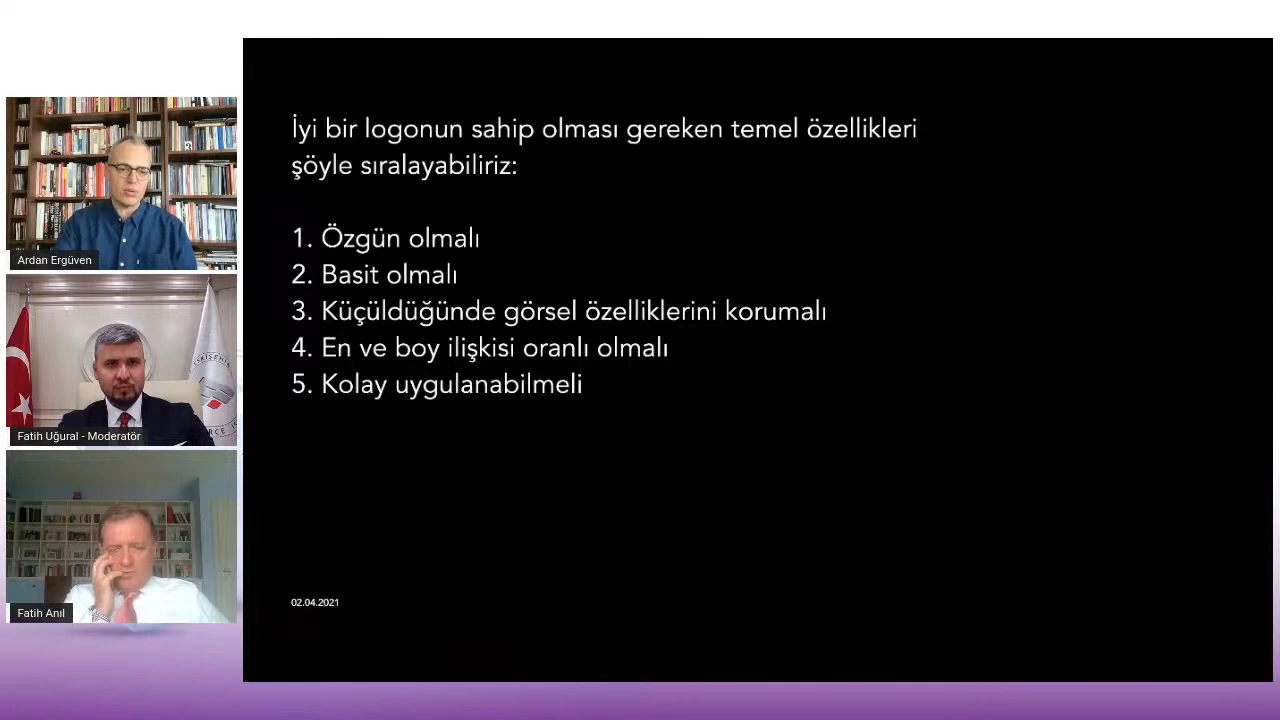 Ardan Ergüven
Fatih Uğural - Moderatör
Fatih Anıl
İyi bir logonun sahip olması gereken temel özellikleri
şöyle sıralayabiliriz:
1. Özgün olmalı
2. Basit olmalı
3. Küçüldüğünde görsel özelliklerini korumalı
4. En ve boy ilişkisi oranlı olmalı
5. Kolay uygulanabilmeli
02.04.2021